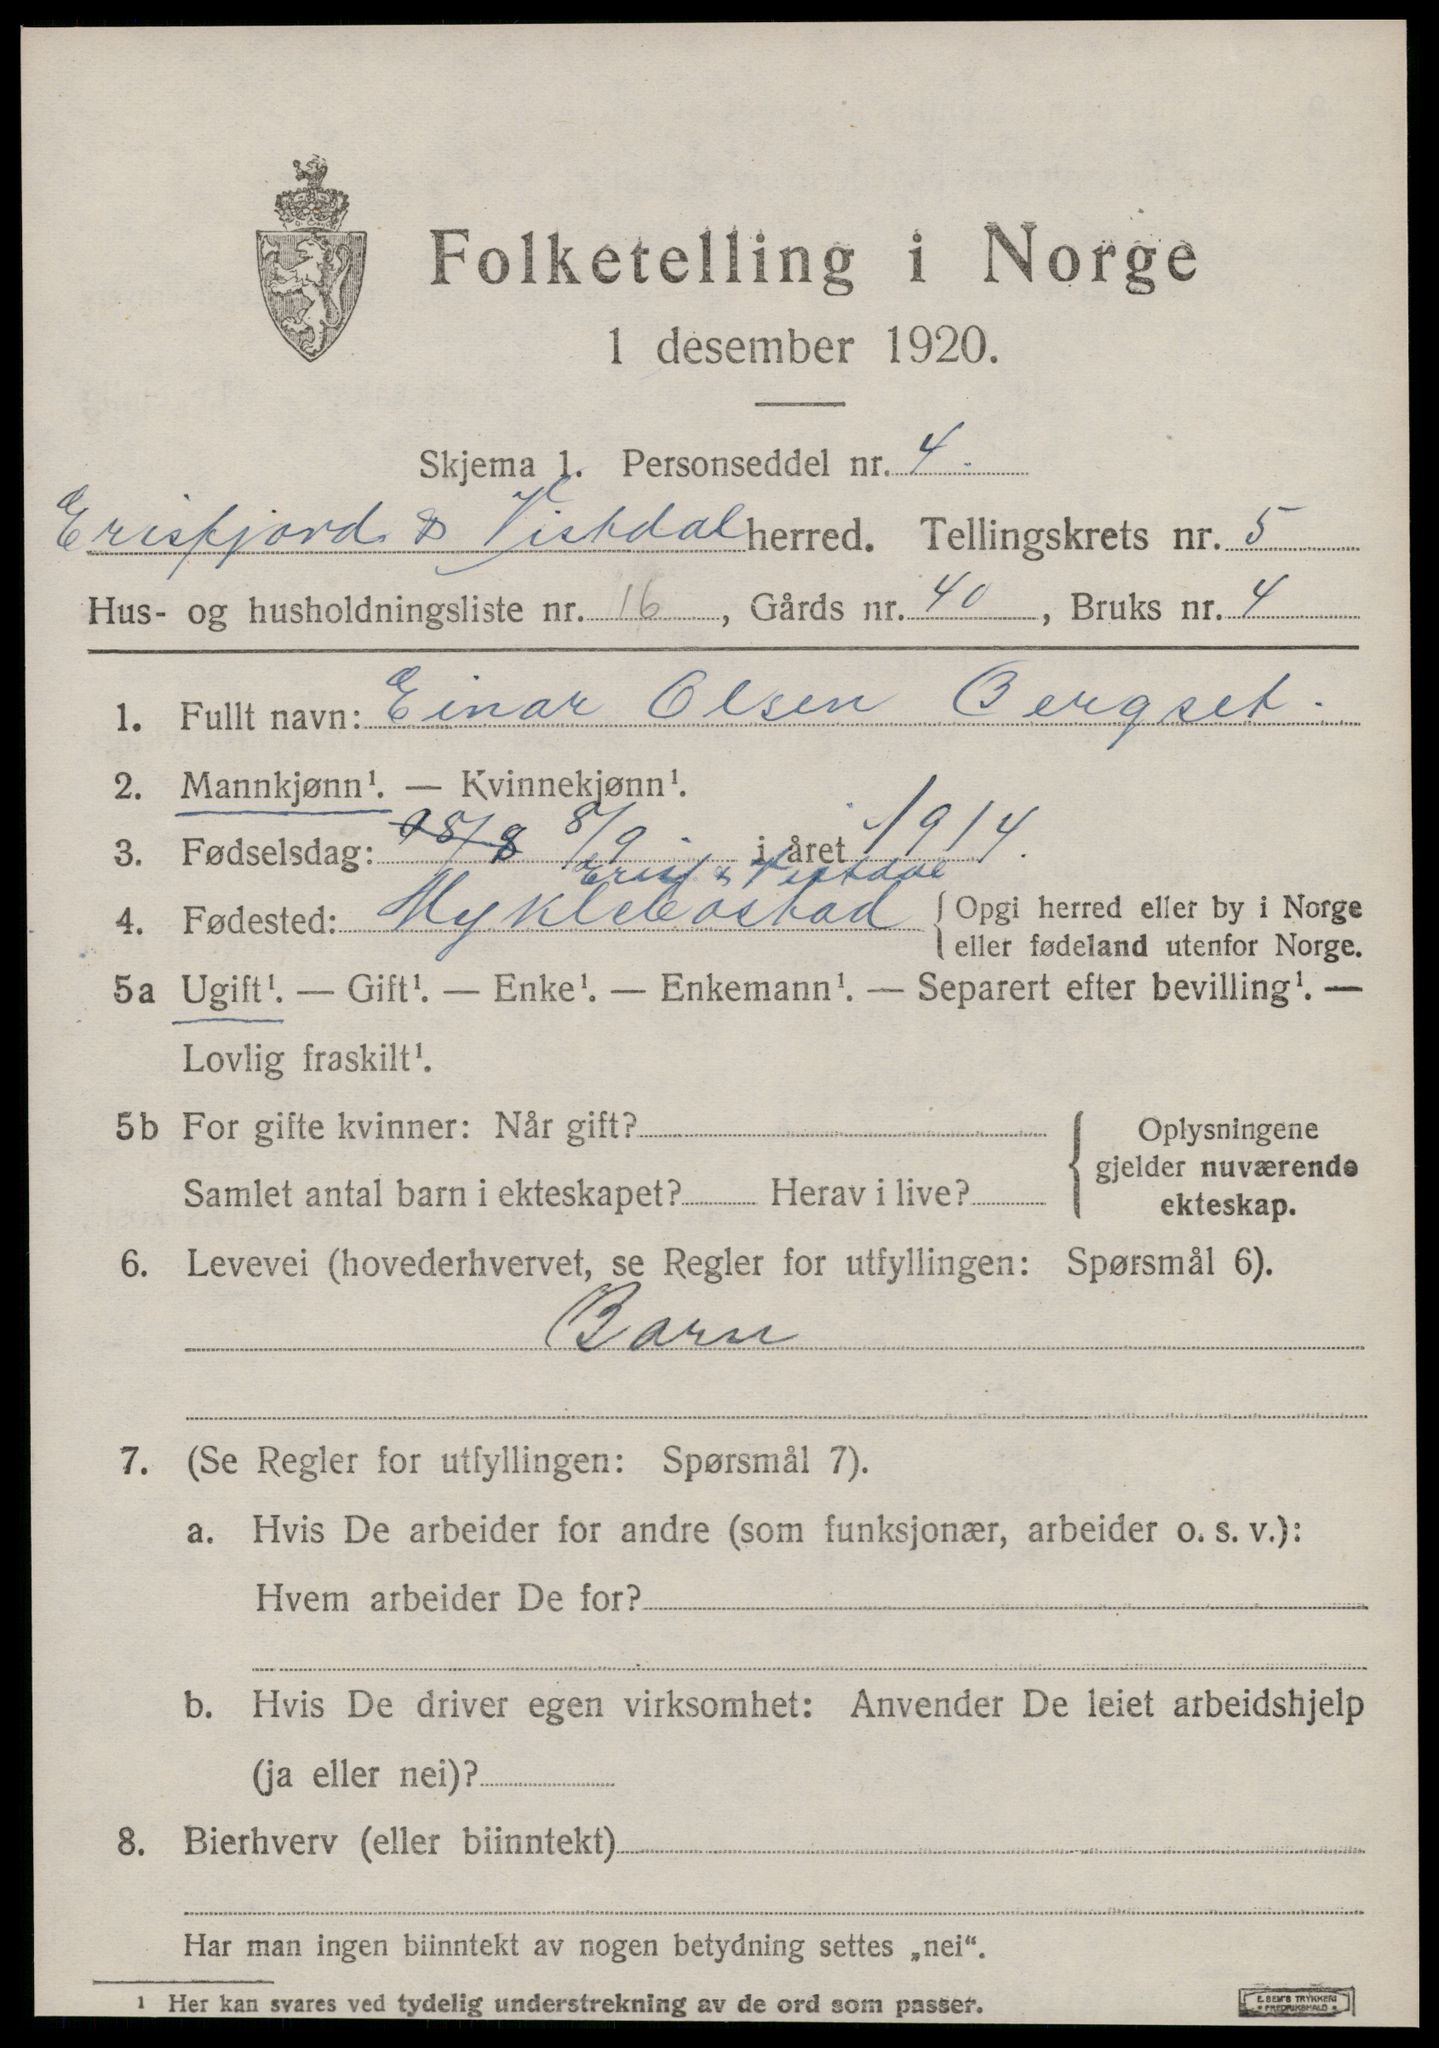 Folketelling i Norge
1 desember 1920.
Skjema 1. Personseddel nr. 4.
Erisfjord & Vistdal herred. Tellingskrets nr. 5
Hus- og husholdningsliste nr. 16, Gårds nr. 40, Bruks nr. 4
1. Fullt navn: Einar Olsen Bergset.
2. Mannkjønn¹. — Kvinnekjønn¹.
3. Fødselsdag: 8/9 i året 1914.
Erisf & Vistdal
4. Fødested: Myklebostad { Opgi herred eller by i Norge
eller fødeland utenfor Norge.
5a Ugift¹. — Gift¹. — Enke¹. — Enkemann¹. — Separert efter bevilling¹. —
Lovlig fraskilt¹.
5b For gifte kvinner: Når gift?
Samlet antal barn i ekteskapet? Herav i live?
Oplysningene
gjelder nuværende
ekteskap.
6. Levevei (hovederhvervet, se Regler for utfyllingen: Spørsmål 6).
Barn
7. (Se Regler for utfyllingen: Spørsmål 7).
a. Hvis De arbeider for andre (som funksjonær, arbeider o. s. v.):
Hvem arbeider De for?
b. Hvis De driver egen virksomhet: Anvender De leiet arbeidshjelp
(ja eller nei)?
8. Bierhverv (eller biinntekt)
Har man ingen biinntekt av nogen betydning settes „nei“.
¹ Her kan svares ved tydelig understrekning av de ord som passer.
E. SEM'S TRYKKERI
• FREDRIKSHALD •